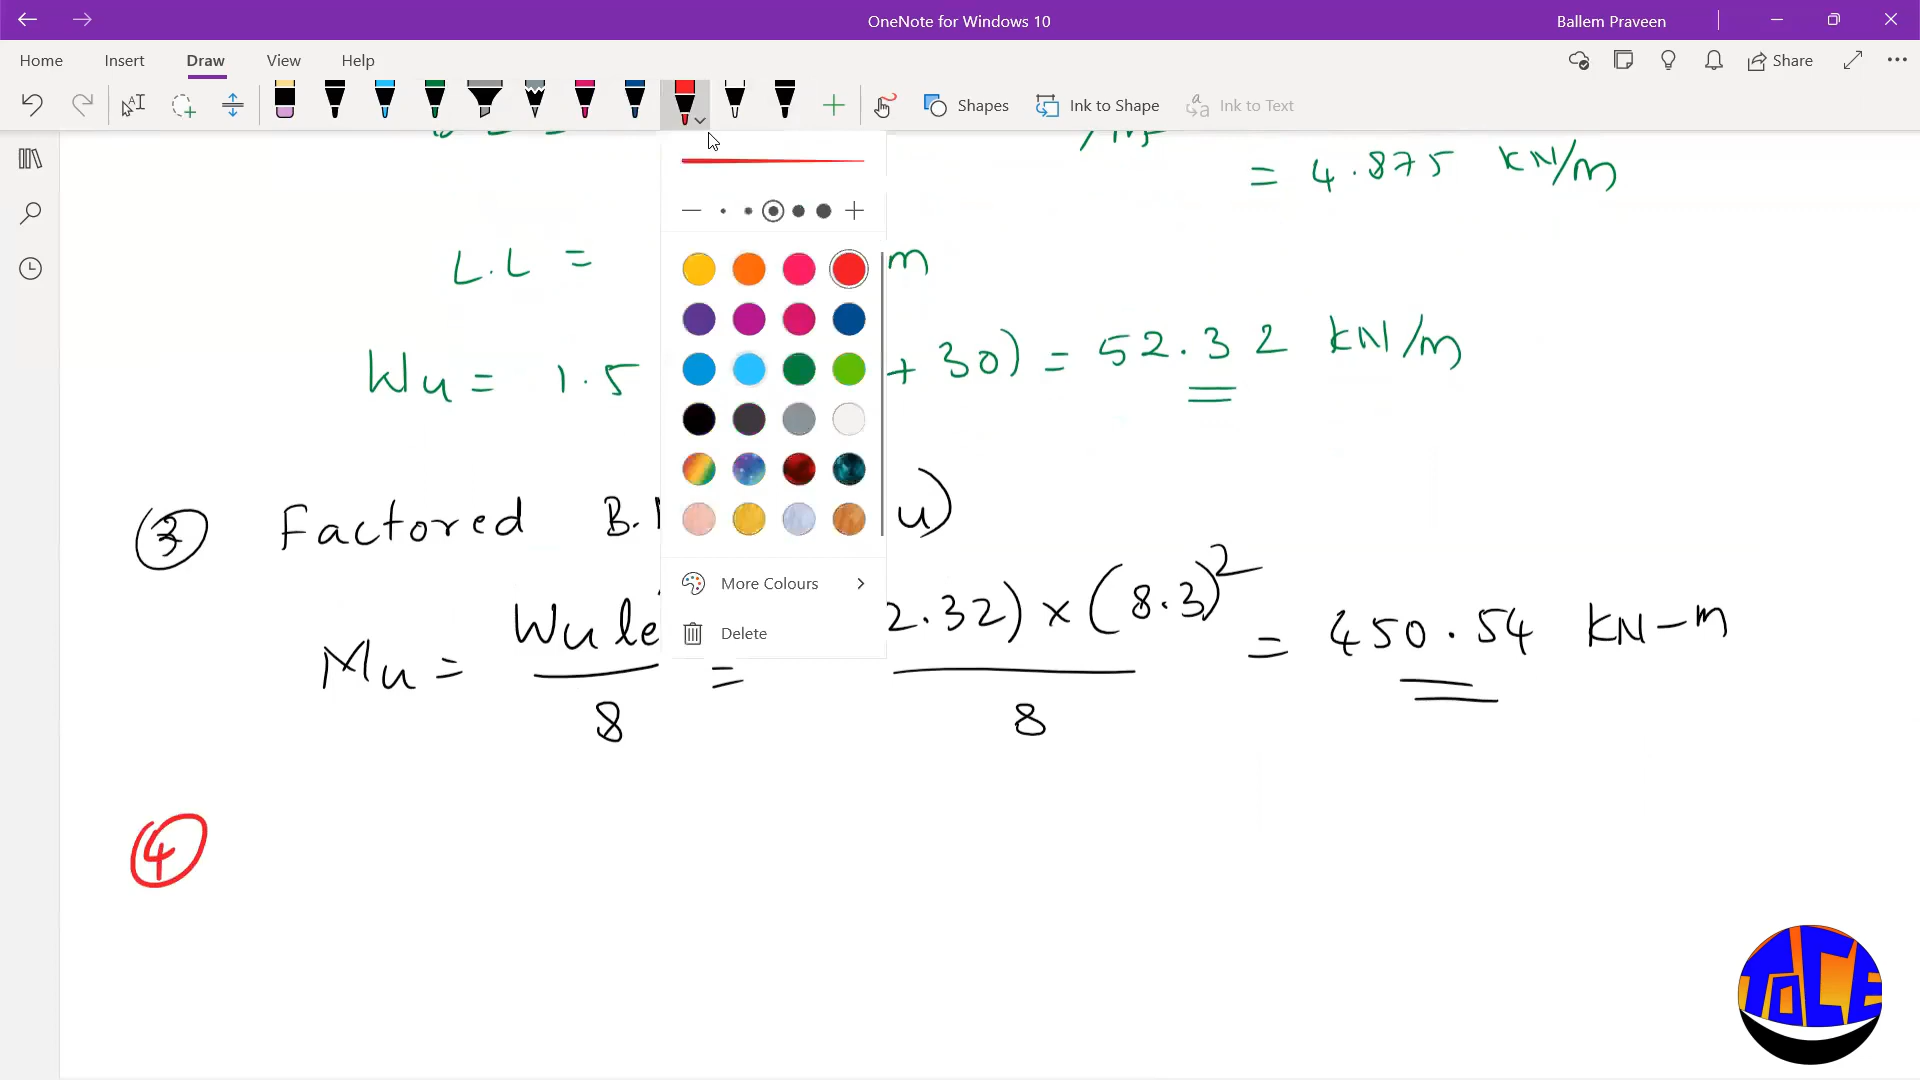 OneNote for Windows 10
Ballem Praveen
Home Insert Draw View Help
Share
Shapes Ink to Shape Ink to Text
= 4.875 KN/m
L.L = m
Wu = 1.5 + 30) = 52.32 KN/m
3 Factored B. u)
Mu = Wu le = 2.32) × (8.3)2 = 450.54 KN-m
8 8
More Colours
Delete
4